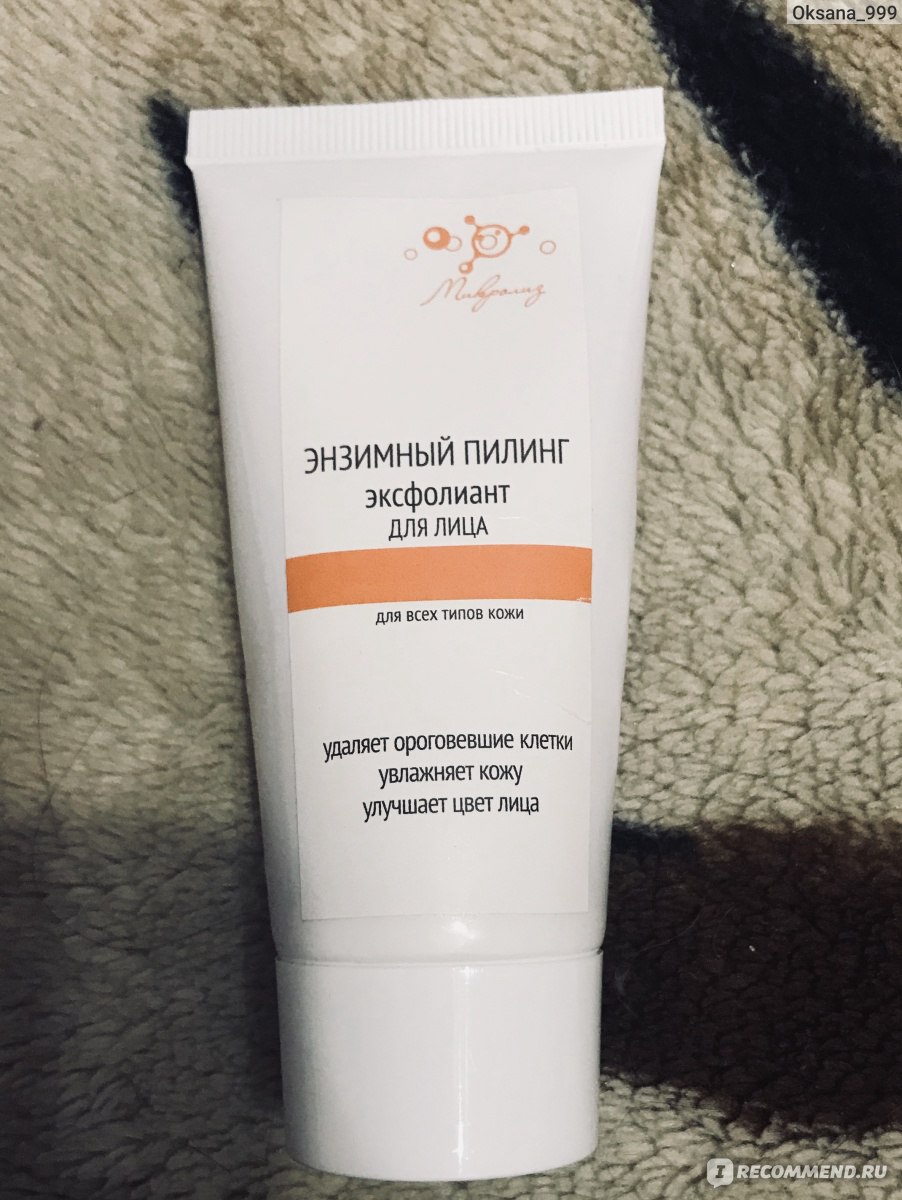 Oksana_999
Микролиз
ЭНЗИМНЫЙ ПИЛИНГ
эксфолиант
ДЛЯ ЛИЦА
для всех типов кожи
удаляет ороговевшие клетки
увлажняет кожу
улучшает цвет лица
IRECOMMEND.RU